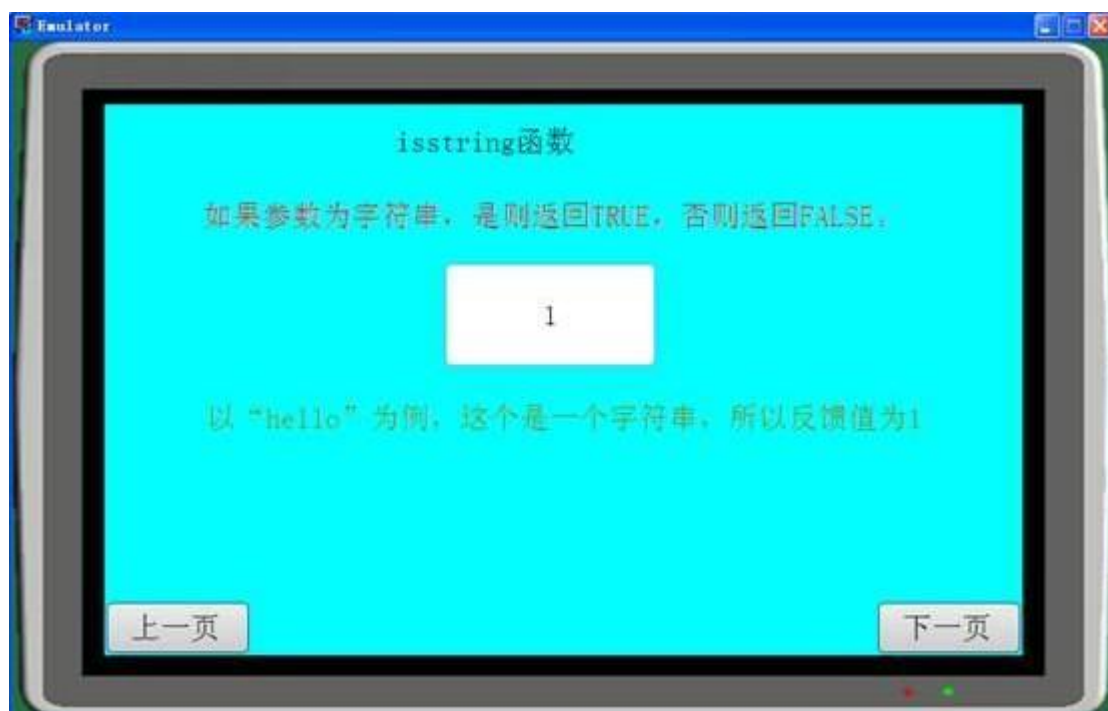 Emulator
isstring函数
如果参数为字符串，是则返回TRUE，否则返回FALSE；
1
以“hello”为例，这个是一个字符串，所以反馈值为1
上一页
下一页